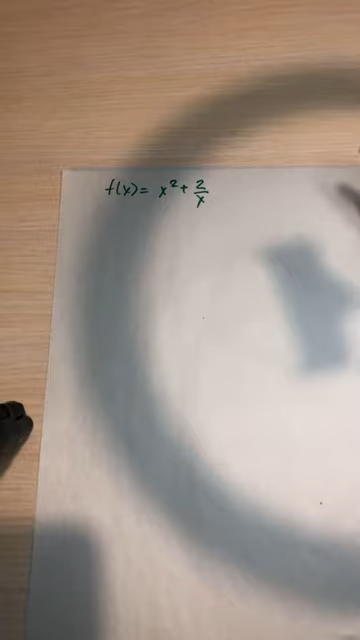 f(x) = x² + 2/x